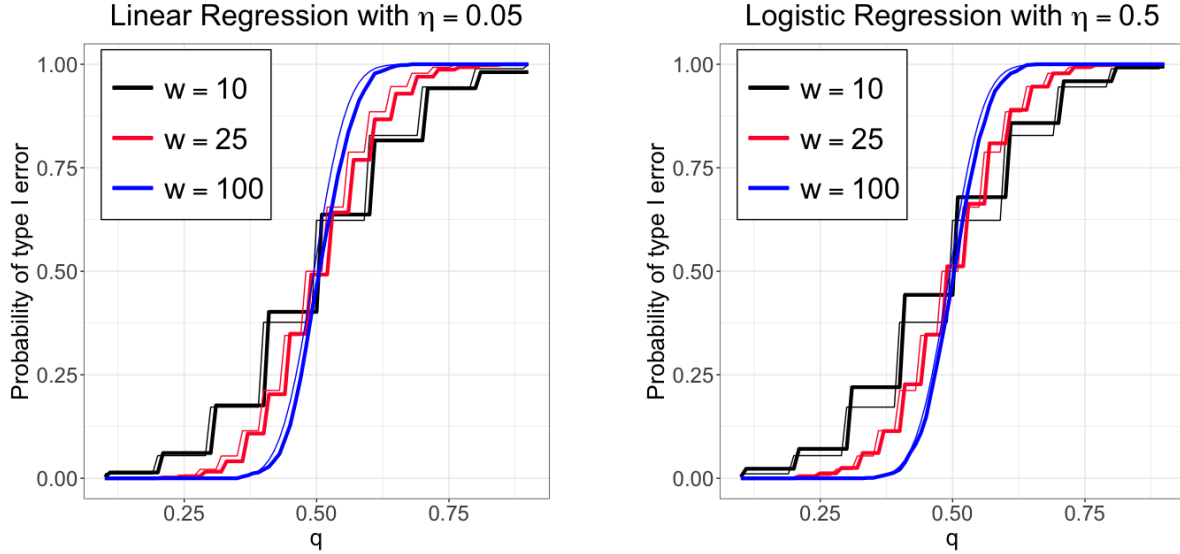 Linear Regression with η = 0.05
Probability of type I error
1.00
0.75
0.50
0.25
0.00
w = 10
w = 25
w = 100
0.25 0.50 0.75
q
Logistic Regression with η = 0.5
Probability of type I error
1.00
0.75
0.50
0.25
0.00
w = 10
w = 25
w = 100
0.25 0.50 0.75
q